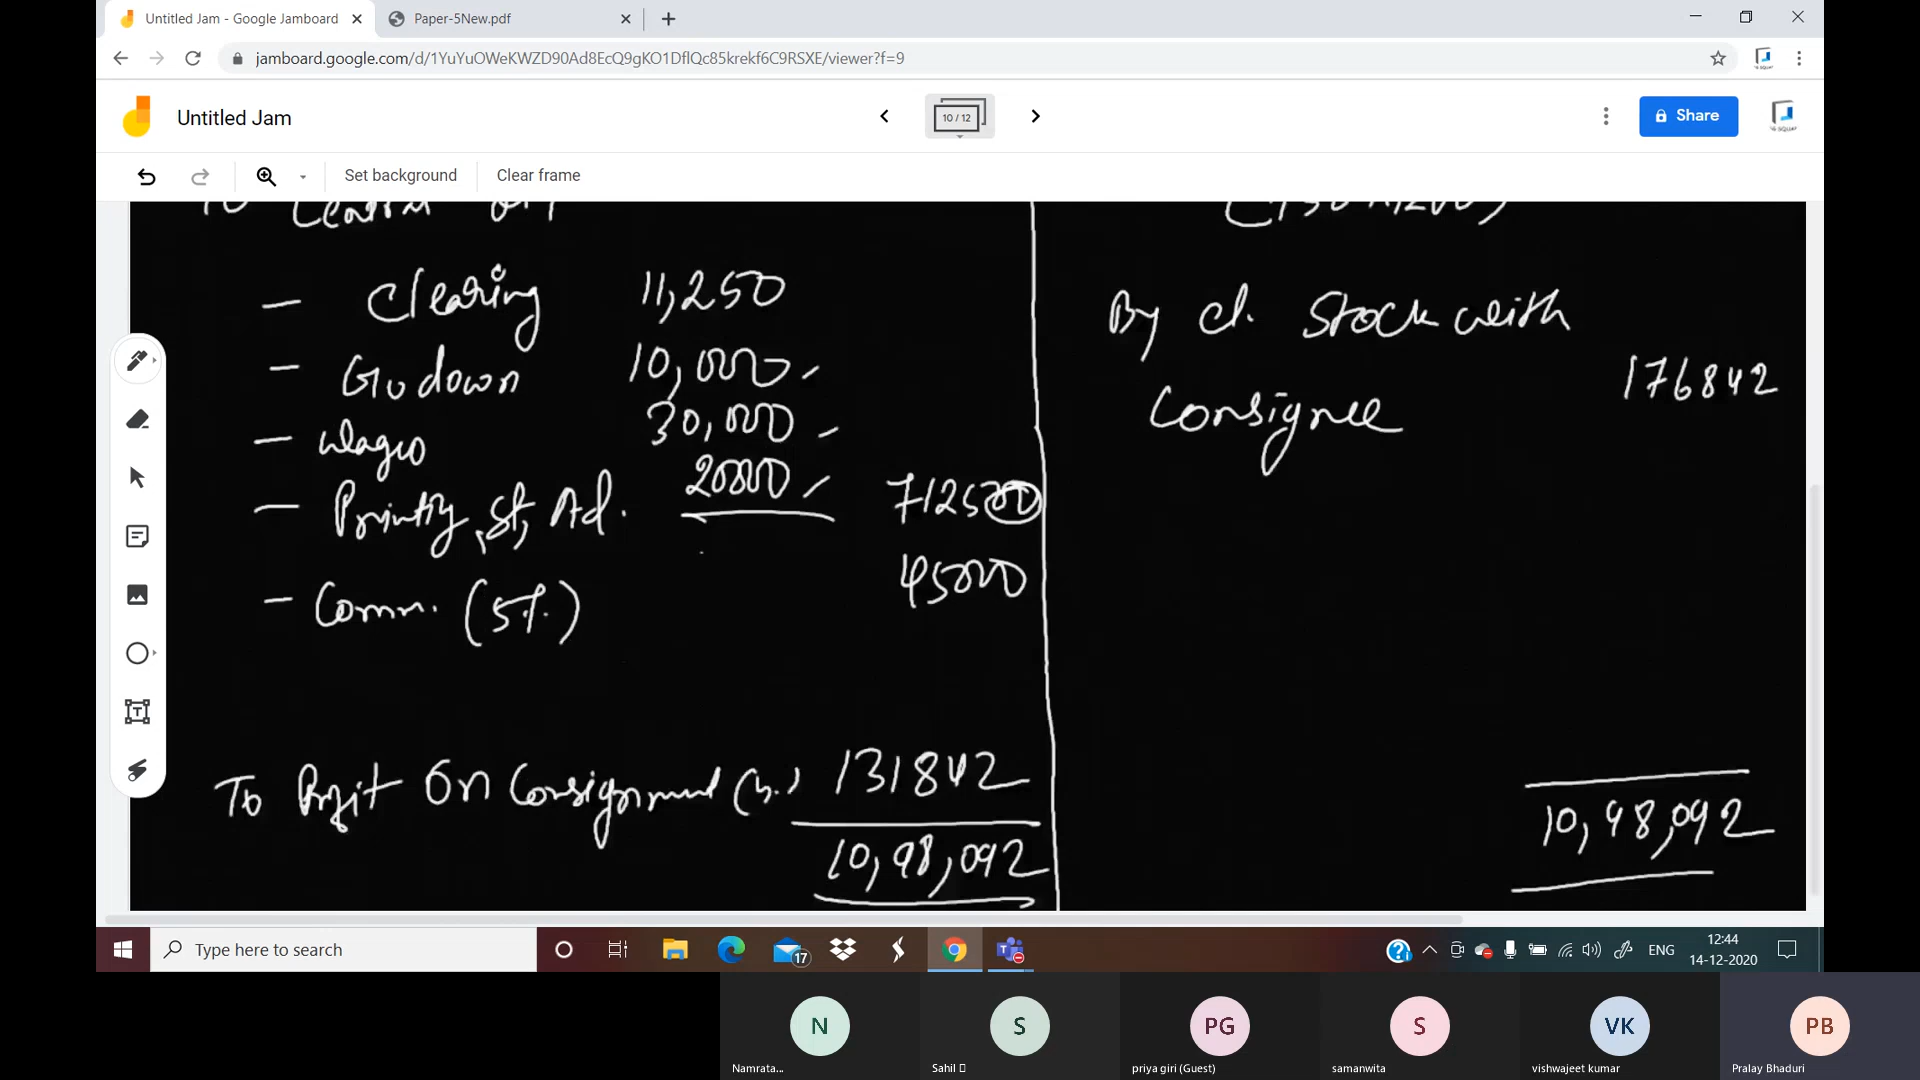 Untitled Jam - Google Jamboard
Paper-5New.pdf
jamboard.google.com/d/1YuYuOWeKWZD90Ad8EcQ9gKO1DflQc85krekf6C9RSXE/viewer?f=9
Untitled Jam
10 / 12
Share
Set background
Clear frame
- Clearing 11,250
- Godown 10,000
- Wages 30,000
- Printing, St, Ad. 20000 71250
- Comm. (5%) 45000
To Profit on Consignment 131842
10,98,092
By cl. Stock with
Consignee 176842
10,98,092
Type here to search
17
ENG
12:44
14-12-2020
N
S
PG
S
VK
PB
Namrata...
Sahil
priya giri (Guest)
samanwita
vishwajeet kumar
Pralay Bhaduri